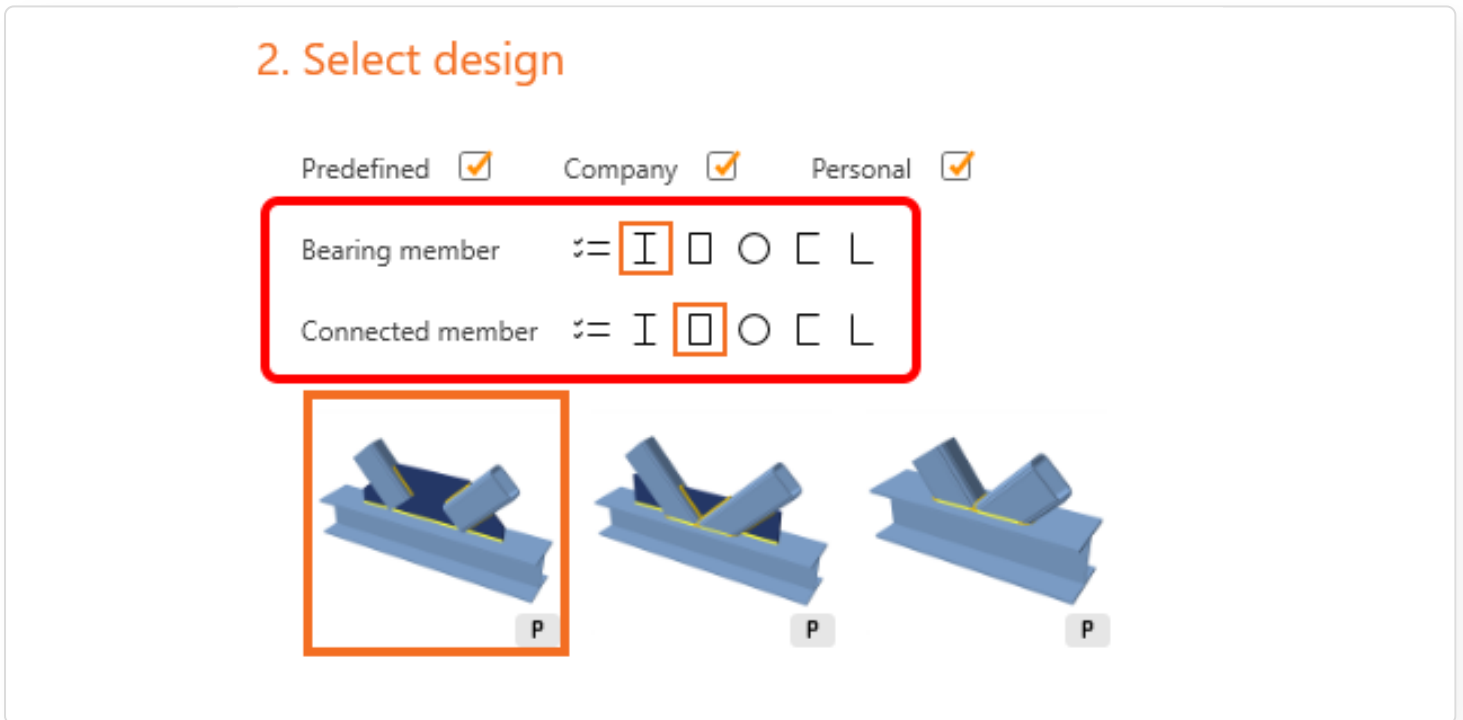 2. Select design
Predefined Company Personal
Bearing member
Connected member
P P P